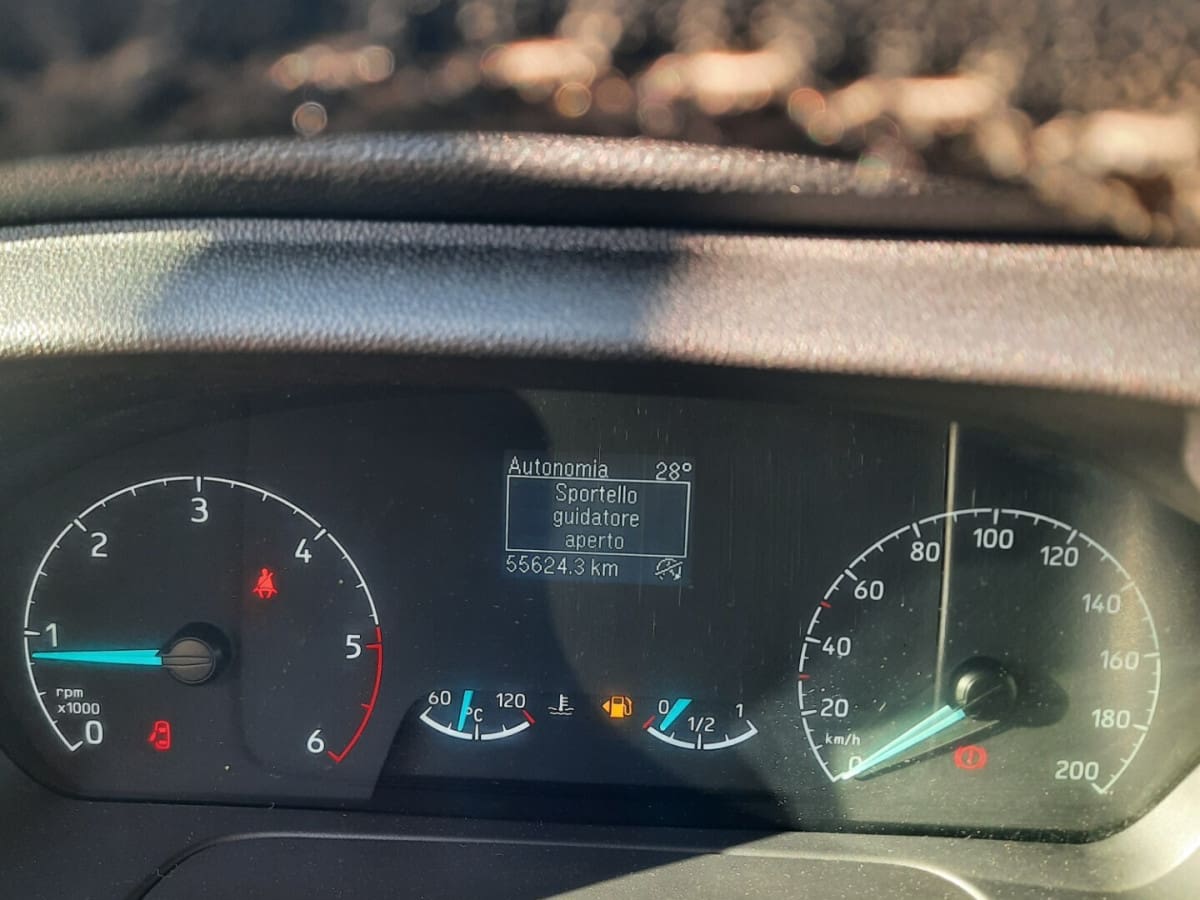 Autonomia 28°
Sportello
guidatore
aperto
55624.3 km
0
1
2
3
4
5
6
rpm
x1000
60 120
°C
0 1/2 1
0
20
40
60
80
100
120
140
160
180
200
km/h